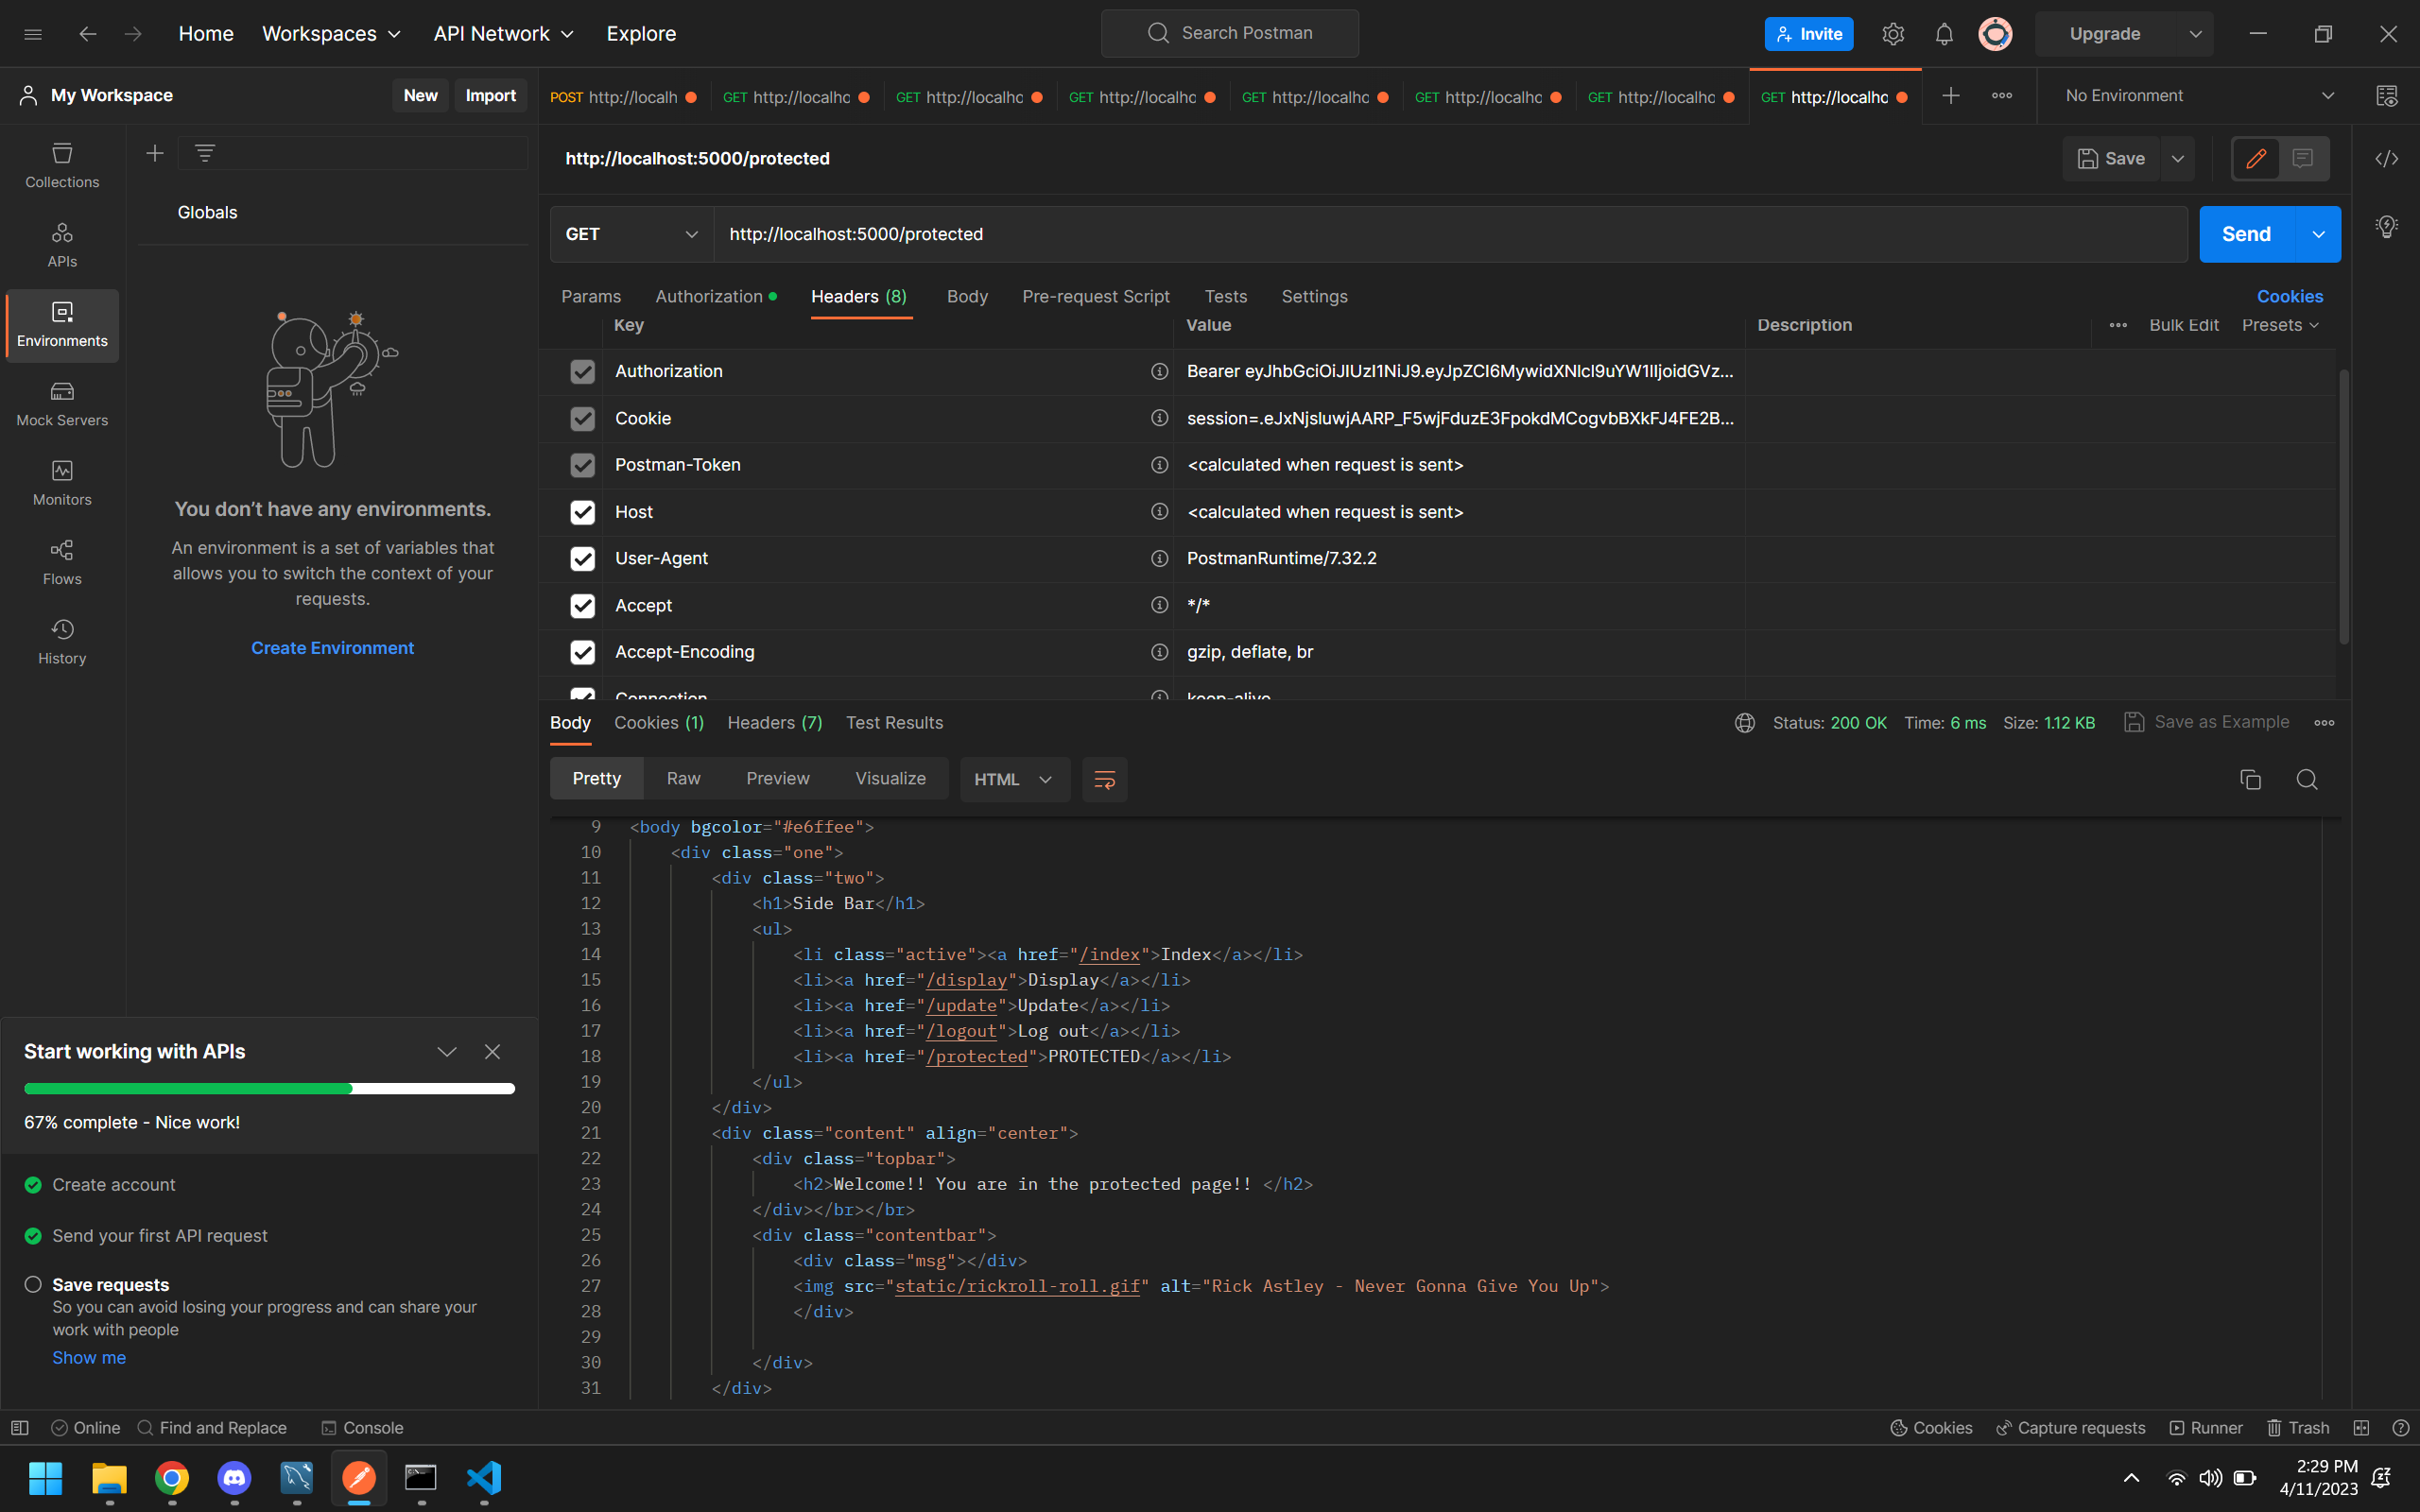 Home Workspaces API Network Explore Search Postman Invite Upgrade
My Workspace New Import POST http://localh GET http://localhc GET http://localhc GET http://localhc GET http://localhc GET http://localhc GET http://localhc GET http://localhc No Environment
Collections
APIs
Environments
Mock Servers
Monitors
Flows
History
Globals
You don't have any environments.
An environment is a set of variables that
allows you to switch the context of your
requests.
Create Environment
http://localhost:5000/protected Save
GET http://localhost:5000/protected Send
Params Authorization Headers (8) Body Pre-request Script Tests Settings Cookies
Key Value Description Bulk Edit Presets
Authorization Bearer eyJhbGciOiJIUzI1NiJ9.eyJpZCI6MywidXNlcl9uYW1lIjoidGVz...
Cookie session=.eJxNjsluwjAARP_F5wjFduzE3FpokdMCogvbBXkFJ4FE2B...
Postman-Token <calculated when request is sent>
Host <calculated when request is sent>
User-Agent PostmanRuntime/7.32.2
Accept */*
Accept-Encoding gzip, deflate, br
Connection keep-alive
Body Cookies (1) Headers (7) Test Results Status: 200 OK Time: 6 ms Size: 1.12 KB Save as Example
Pretty Raw Preview Visualize HTML
9 <body bgcolor="#e6ffee">
10 <div class="one">
11 <div class="two">
12 <h1>Side Bar</h1>
13 <ul>
14 <li class="active"><a href="/index">Index</a></li>
15 <li><a href="/display">Display</a></li>
16 <li><a href="/update">Update</a></li>
17 <li><a href="/logout">Log out</a></li>
18 <li><a href="/protected">PROTECTED</a></li>
19 </ul>
20 </div>
21 <div class="content" align="center">
22 <div class="topbar">
23 <h2>Welcome!! You are in the protected page!! </h2>
24 </div></br></br>
25 <div class="contentbar">
26 <div class="msg"></div>
27 <img src="static/rickroll-roll.gif" alt="Rick Astley - Never Gonna Give You Up">
28 </div>
29
30 </div>
31 </div>
Start working with APIs
67% complete - Nice work!
Create account
Send your first API request
Save requests
So you can avoid losing your progress and can share your
work with people
Show me
Online Find and Replace Console Cookies Capture requests Runner Trash
2:29 PM
4/11/2023